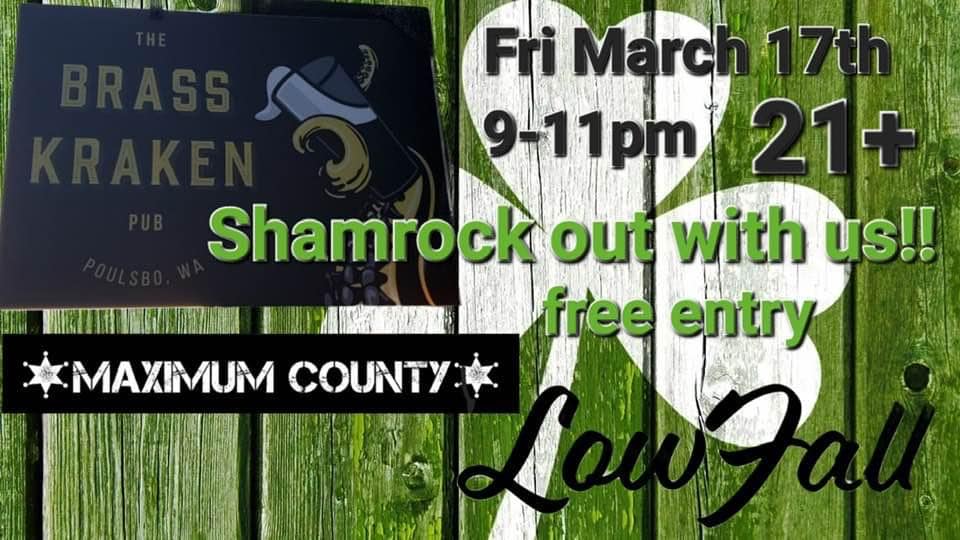 THE
BRASS
KRAKEN
PUB
POULSBO, WA
Fri March 17th
9-11pm 21+
Shamrock out with us!!
free entry
MAXIMUM COUNTY
LowFall